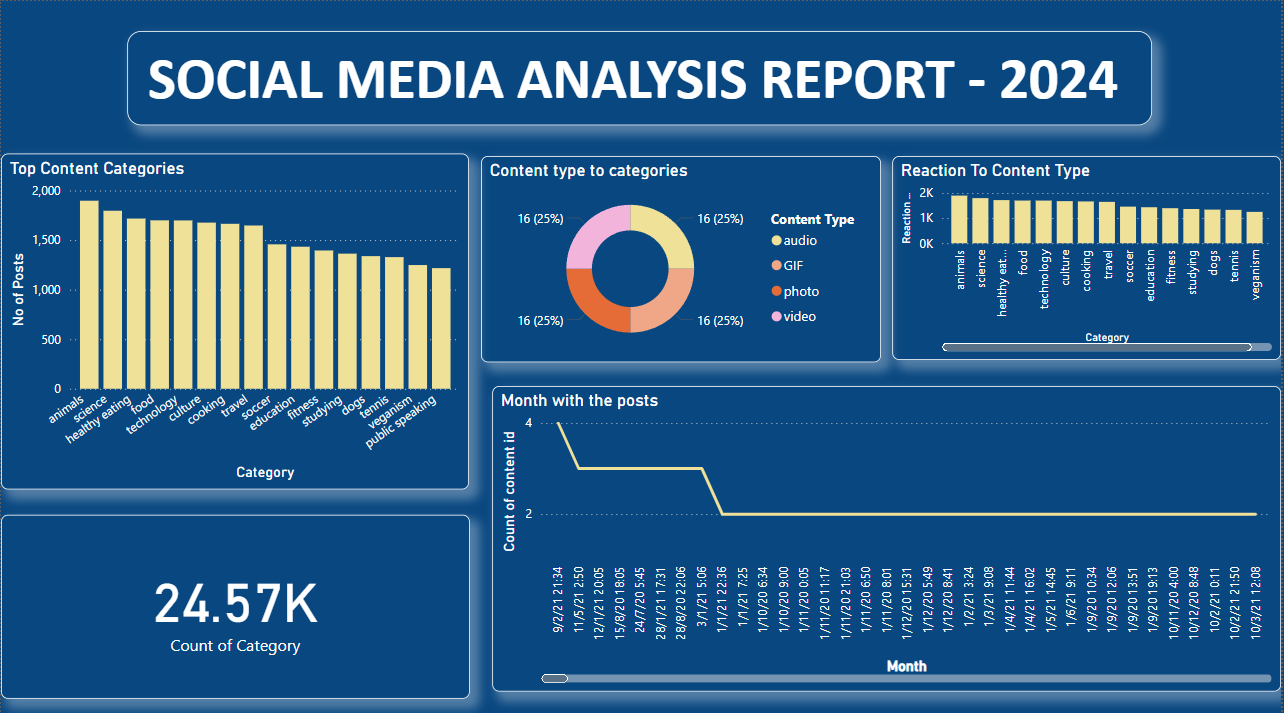 SOCIAL MEDIA ANALYSIS REPORT - 2024
Top Content Categories
No of Posts
2,000
1,500
1,000
500
0
animals
science
healthy eating
food
technology
culture
cooking
travel
soccer
education
fitness
studying
dogs
tennis
veganism
public speaking
Category
Content type to categories
16 (25%)
16 (25%)
16 (25%)
16 (25%)
Content Type
audio
GIF
photo
video
Reaction To Content Type
Reaction ...
2K
1K
0K
animals
science
healthy eat...
food
technology
culture
cooking
travel
soccer
education
fitness
studying
dogs
tennis
veganism
Category
24.57K
Count of Category
Month with the posts
Count of content id
4
2
9/2/21 21:34
11/5/21 2:50
12/1/21 20:05
15/8/20 18:05
24/7/20 5:45
28/11/21 7:31
28/8/20 22:06
3/1/21 5:06
1/1/21 22:36
1/1/21 7:25
1/10/20 6:34
1/10/20 9:00
1/11/20 0:05
1/11/20 11:17
1/11/20 21:03
1/11/20 6:50
1/11/20 8:01
1/12/20 15:31
1/12/20 5:49
1/12/20 8:41
1/2/21 3:24
1/3/21 9:08
1/4/21 11:44
1/4/21 16:02
1/5/21 14:45
1/6/21 9:11
1/9/20 10:34
1/9/20 12:06
1/9/20 13:51
1/9/20 19:13
10/11/20 4:00
10/12/20 8:48
10/2/21 0:11
10/2/21 21:50
10/3/21 12:08
Month